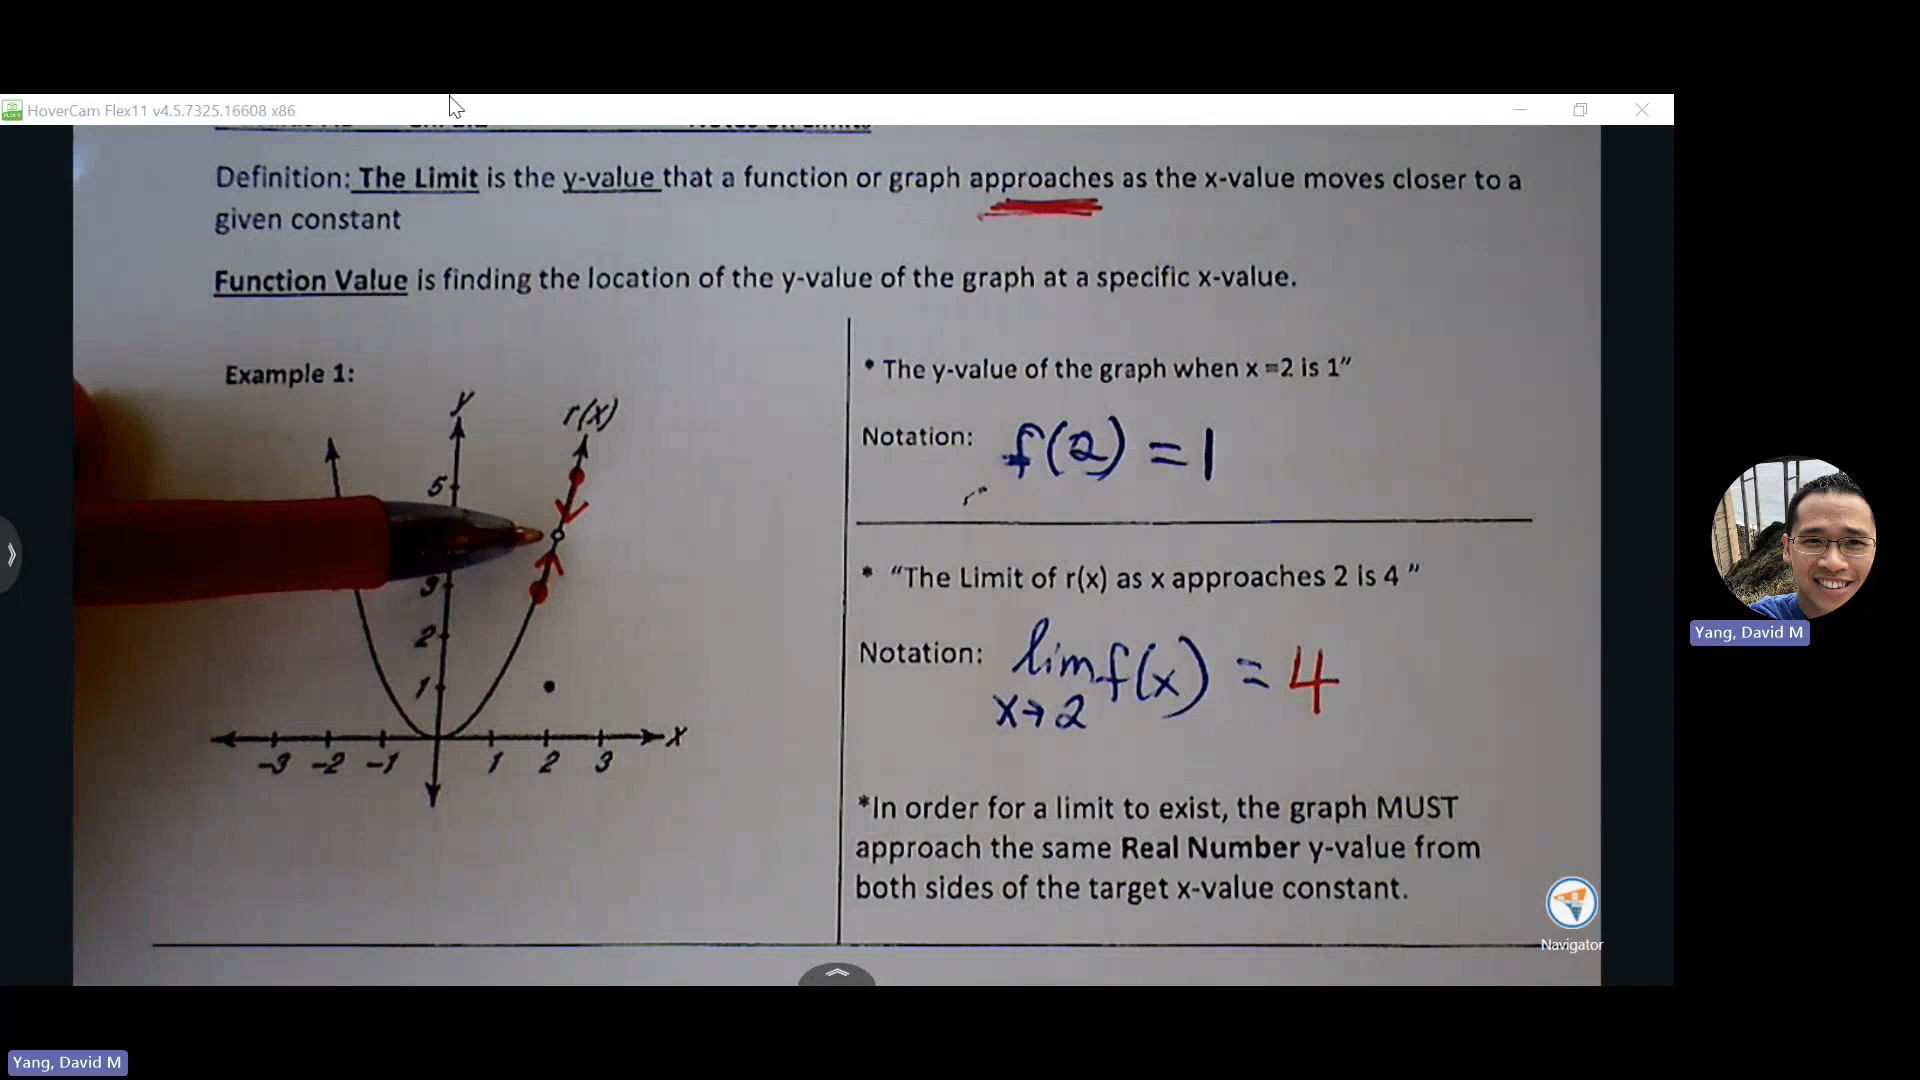 HoverCam Flex11 v4.5.7325.16608 x86
Definition: The Limit is the y-value that a function or graph approaches as the x-value moves closer to a
given constant
Function Value is finding the location of the y-value of the graph at a specific x-value.
Example 1:
y
r(x)
5
3
2
1
-3 -2 -1 1 2 3
x
• The y-value of the graph when x =2 is 1”
Notation: f(2) = 1
* “The Limit of r(x) as x approaches 2 is 4 ”
Notation: lim f(x) = 4
x→2
*In order for a limit to exist, the graph MUST
approach the same Real Number y-value from
both sides of the target x-value constant.
Navigator
Yang, David M
Yang, David M